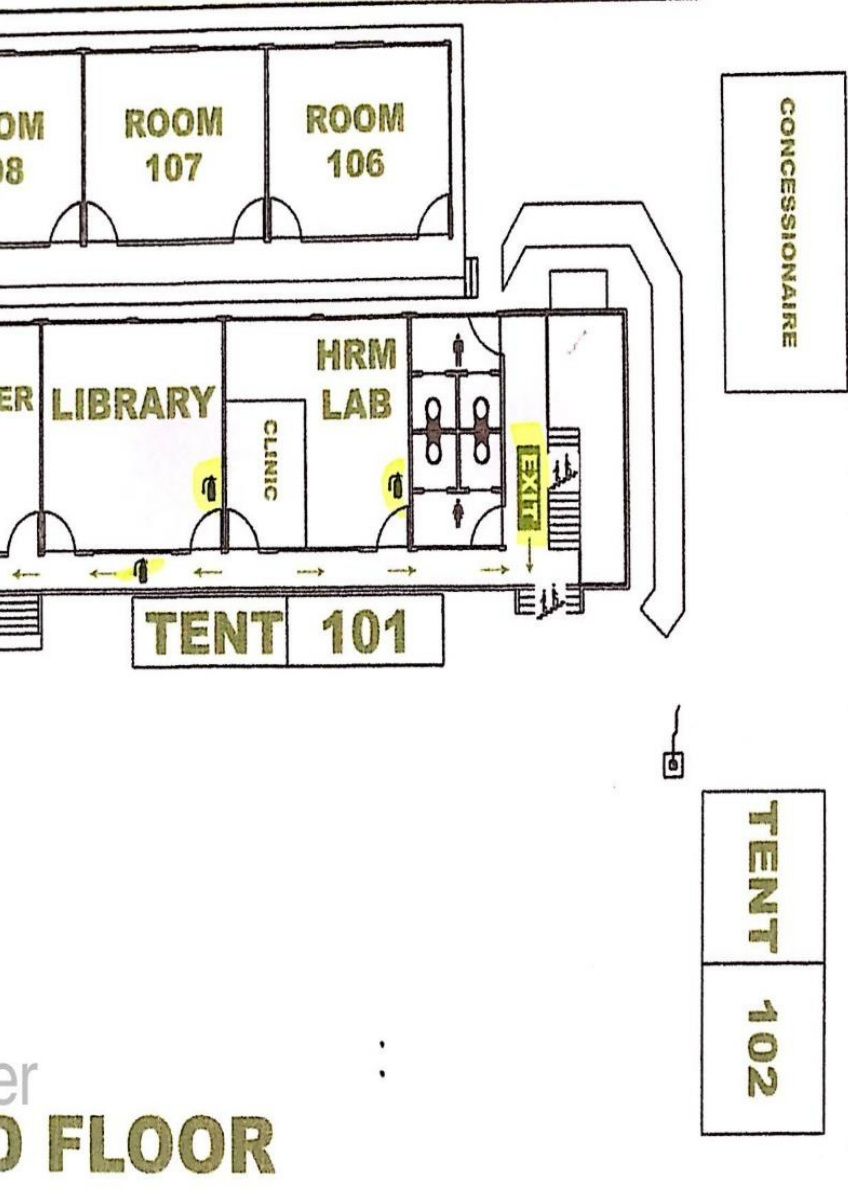 OM
08
ROOM
107
ROOM
106
CONCESSIONAIRE
ER
LIBRARY
CLINIC
HRM
LAB
EXIT
TENT 101
TENT 102
er
D FLOOR